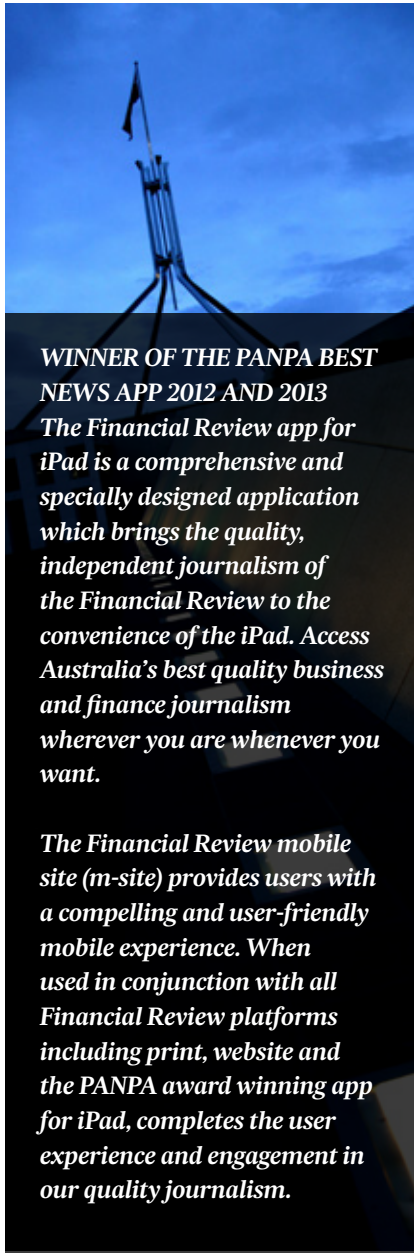 WINNER OF THE PANPA BEST
NEWS APP 2012 AND 2013
The Financial Review app for
iPad is a comprehensive and
specially designed application
which brings the quality,
independent journalism of
the Financial Review to the
convenience of the iPad. Access
Australia’s best quality business
and finance journalism
wherever you are whenever you
want.
The Financial Review mobile
site (m-site) provides users with
a compelling and user-friendly
mobile experience. When
used in conjunction with all
Financial Review platforms
including print, website and
the PANPA award winning app
for iPad, completes the user
experience and engagement in
our quality journalism.